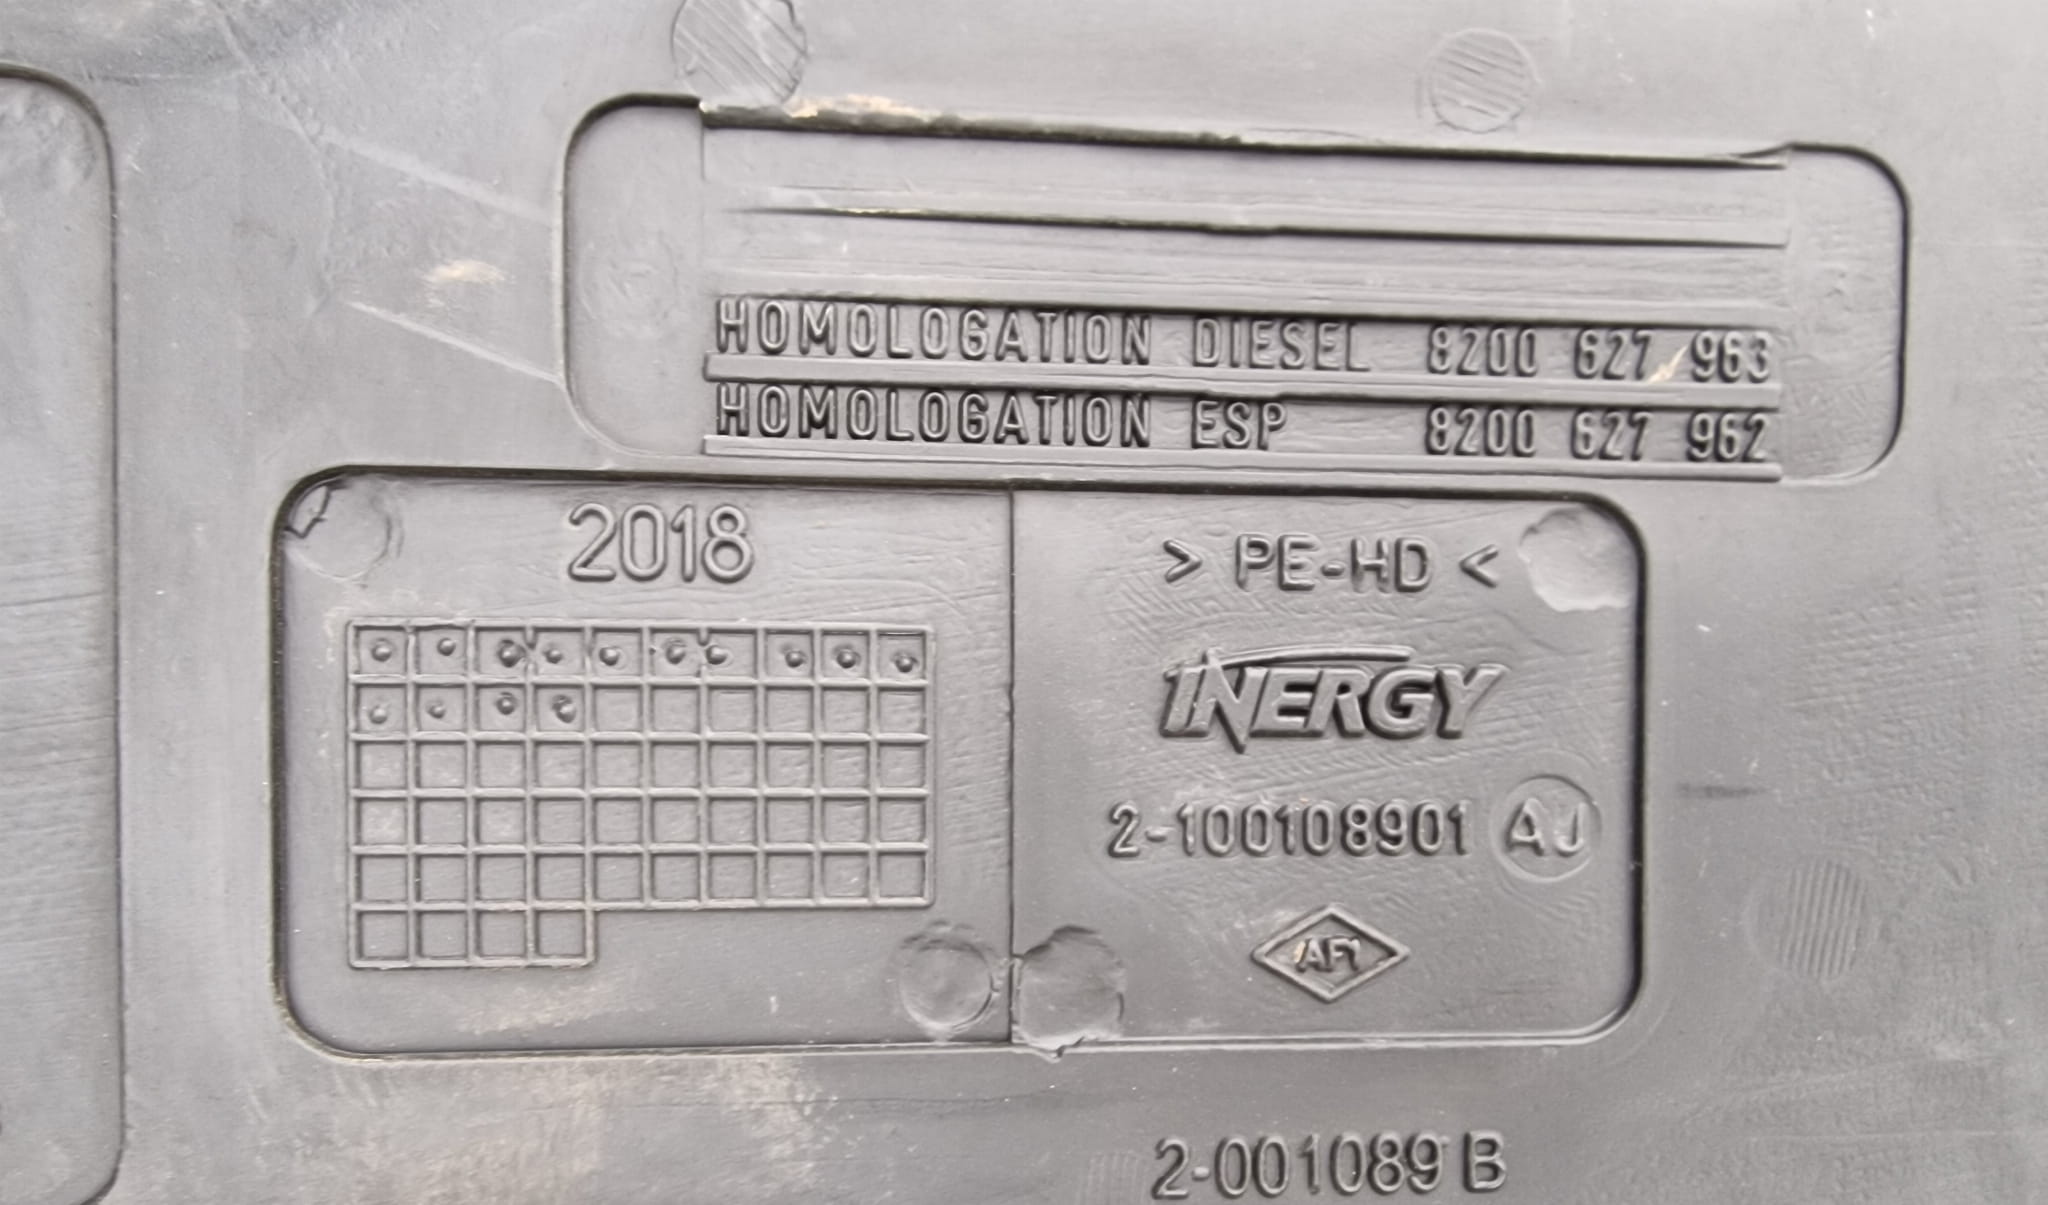 HOMOLOGATION DIESEL 8200 627 963
HOMOLOGATION ESP 8200 627 962
2018
> PE-HD <
INERGY
2-100108901 AJ
AF1
2-001089 B